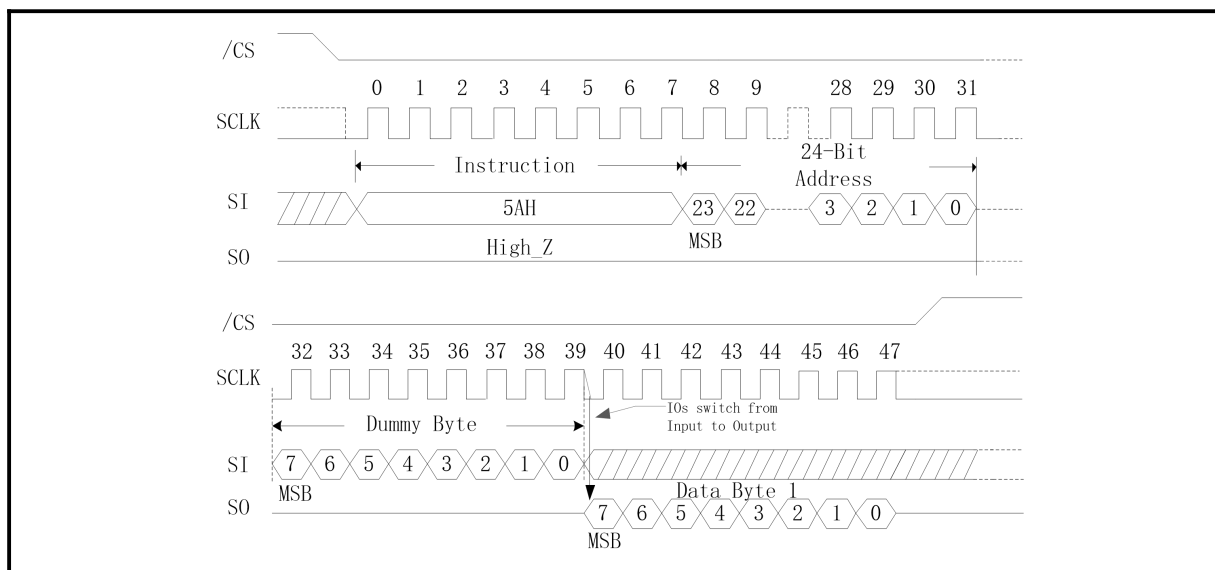 /CS
0 1 2 3 4 5 6 7 8 9 28 29 30 31
SCLK
Instruction
24-Bit
Address
SI
5AH
23 22 3 2 1 0
MSB
High_Z
SO
/CS
32 33 34 35 36 37 38 39 40 41 42 43 44 45 46 47
SCLK
IOs switch from
Input to Output
Dummy Byte
SI
7 6 5 4 3 2 1 0
MSB
Data Byte 1
SO
7 6 5 4 3 2 1 0
MSB